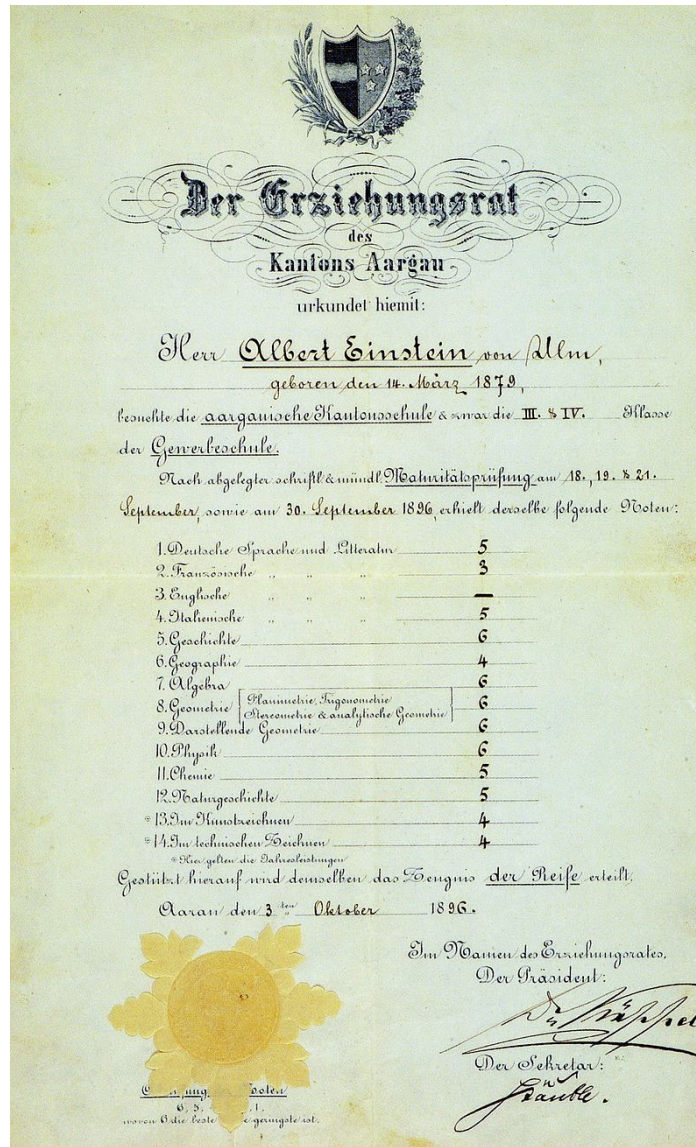 Der Erziehungsrat
des
Kantons Aargau
urkundet hiemit:
Herr Albert Einstein von Ulm,
geboren den 14. März 1879,
besuchte die aargauische Kantonsschule & zwar die III. & IV. Klasse
der Gewerbeschule.
Nach abgelegter schriftl. & mündl. Maturitätsprüfung am 18., 19. & 21.
September, sowie am 30. September 1896, erhielt derselbe folgende Noten:
1. Deutsche Sprache und Litteratur 5
2. Französische „ „ „ 3
3. Englische „ „ „ —
4. Italienische „ „ „ 5
5. Geschichte 6
6. Geographie 4
7. Algebra 6
8. Geometrie [Planimetrie, Trigonometrie
Stereometrie & analytische Geometrie] 6
9. Darstellende Geometrie 6
10. Physik 6
11. Chemie 5
12. Naturgeschichte 5
* 13. Im Kunstzeichnen 4
* 14. Im technischen Zeichnen 4
* Hier gelten die Jahresleistungen
Gestützt hierauf wird demselben das Zeugnis der Reife erteilt.
Aarau den 3ten Oktober 1896.
Im Namen des Erziehungsrates,
Der Präsident:
Der Sekretär:
Stäuble.
6, 5, 1,
wovon 6 die beste geringste ist.